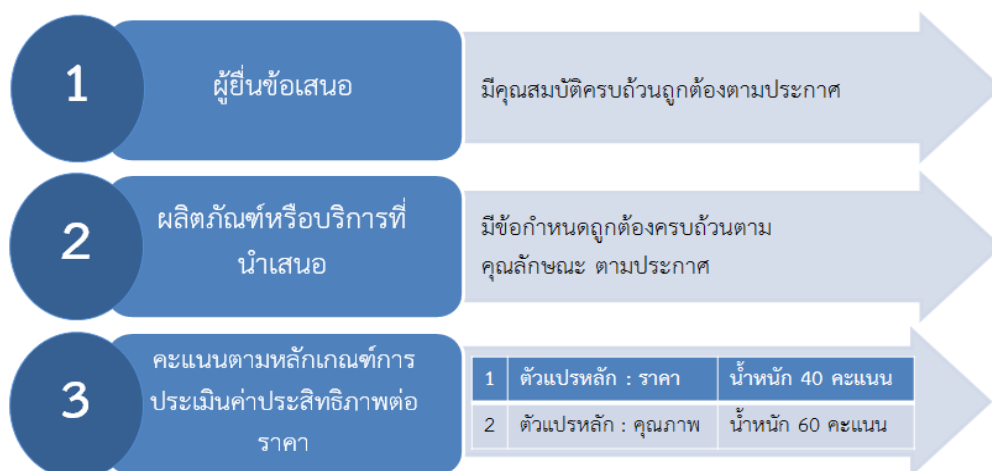 1
ผู้ยื่นข้อเสนอ
มีคุณสมบัติครบถ้วนถูกต้องตามประกาศ
2
ผลิตภัณฑ์หรือบริการที่
นำเสนอ
มีข้อกำหนดถูกต้องครบถ้วนตาม
คุณลักษณะ ตามประกาศ
3
คะแนนตามหลักเกณฑ์การ
ประเมินค่าประสิทธิภาพต่อ
ราคา
1 ตัวแปรหลัก : ราคา น้ำหนัก 40 คะแนน
2 ตัวแปรหลัก : คุณภาพ น้ำหนัก 60 คะแนน